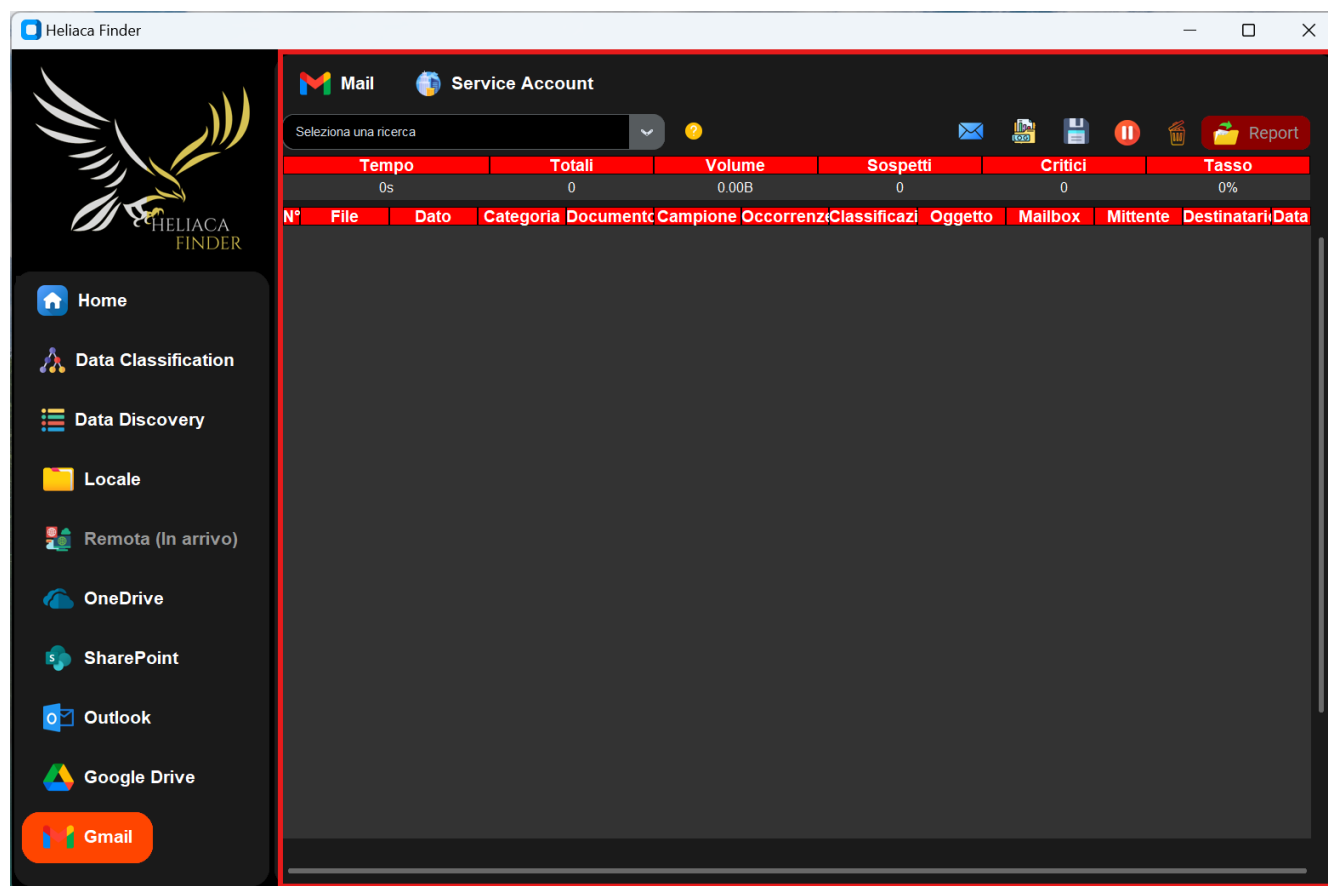 Heliaca Finder
HELIACA
FINDER
Home
Data Classification
Data Discovery
Locale
Remota (In arrivo)
OneDrive
SharePoint
Outlook
Google Drive
Gmail
Mail Service Account
Seleziona una ricerca
Report
Tempo Totali Volume Sospetti Critici Tasso
0s 0 0.00B 0 0 0%
N° File Dato Categoria Documento Campione Occorrenze Classificazi Oggetto Mailbox Mittente Destinatari Data